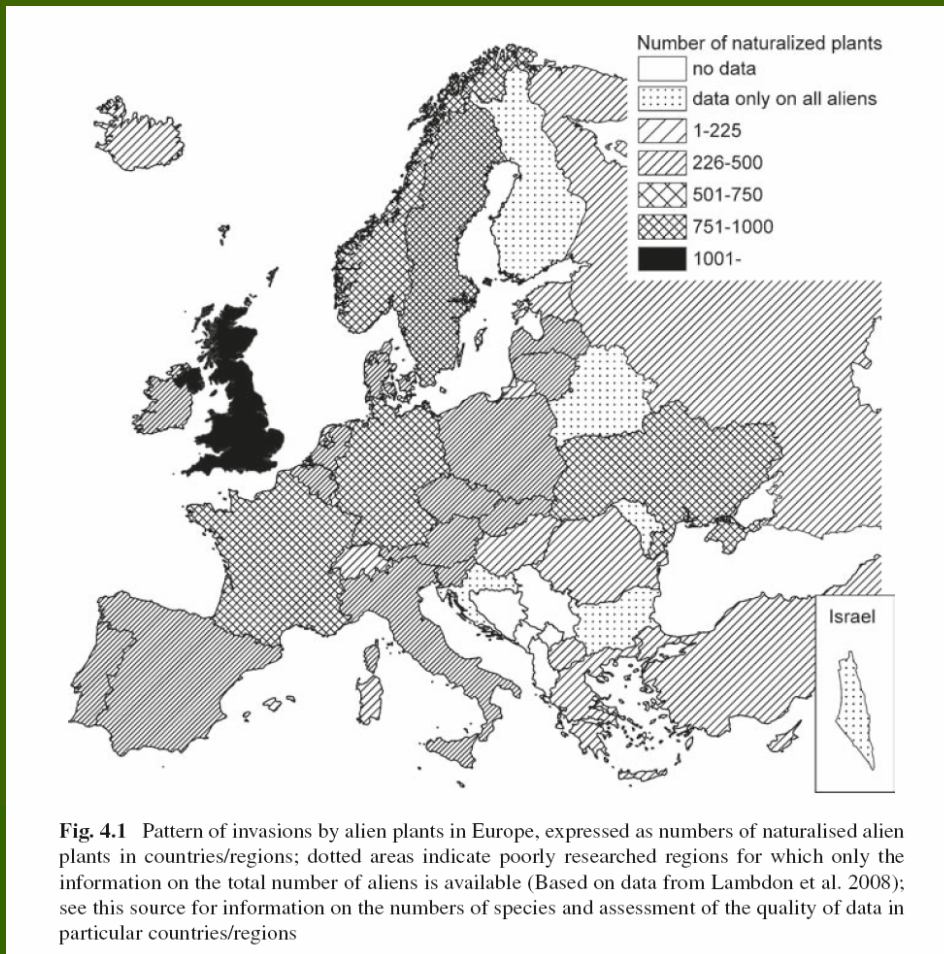 Number of naturalized plants
no data
data only on all aliens
1-225
226-500
501-750
751-1000
1001-
Israel
Fig. 4.1 Pattern of invasions by alien plants in Europe, expressed as numbers of naturalised alien
plants in countries/regions; dotted areas indicate poorly researched regions for which only the
information on the total number of aliens is available (Based on data from Lambdon et al. 2008);
see this source for information on the numbers of species and assessment of the quality of data in
particular countries/regions